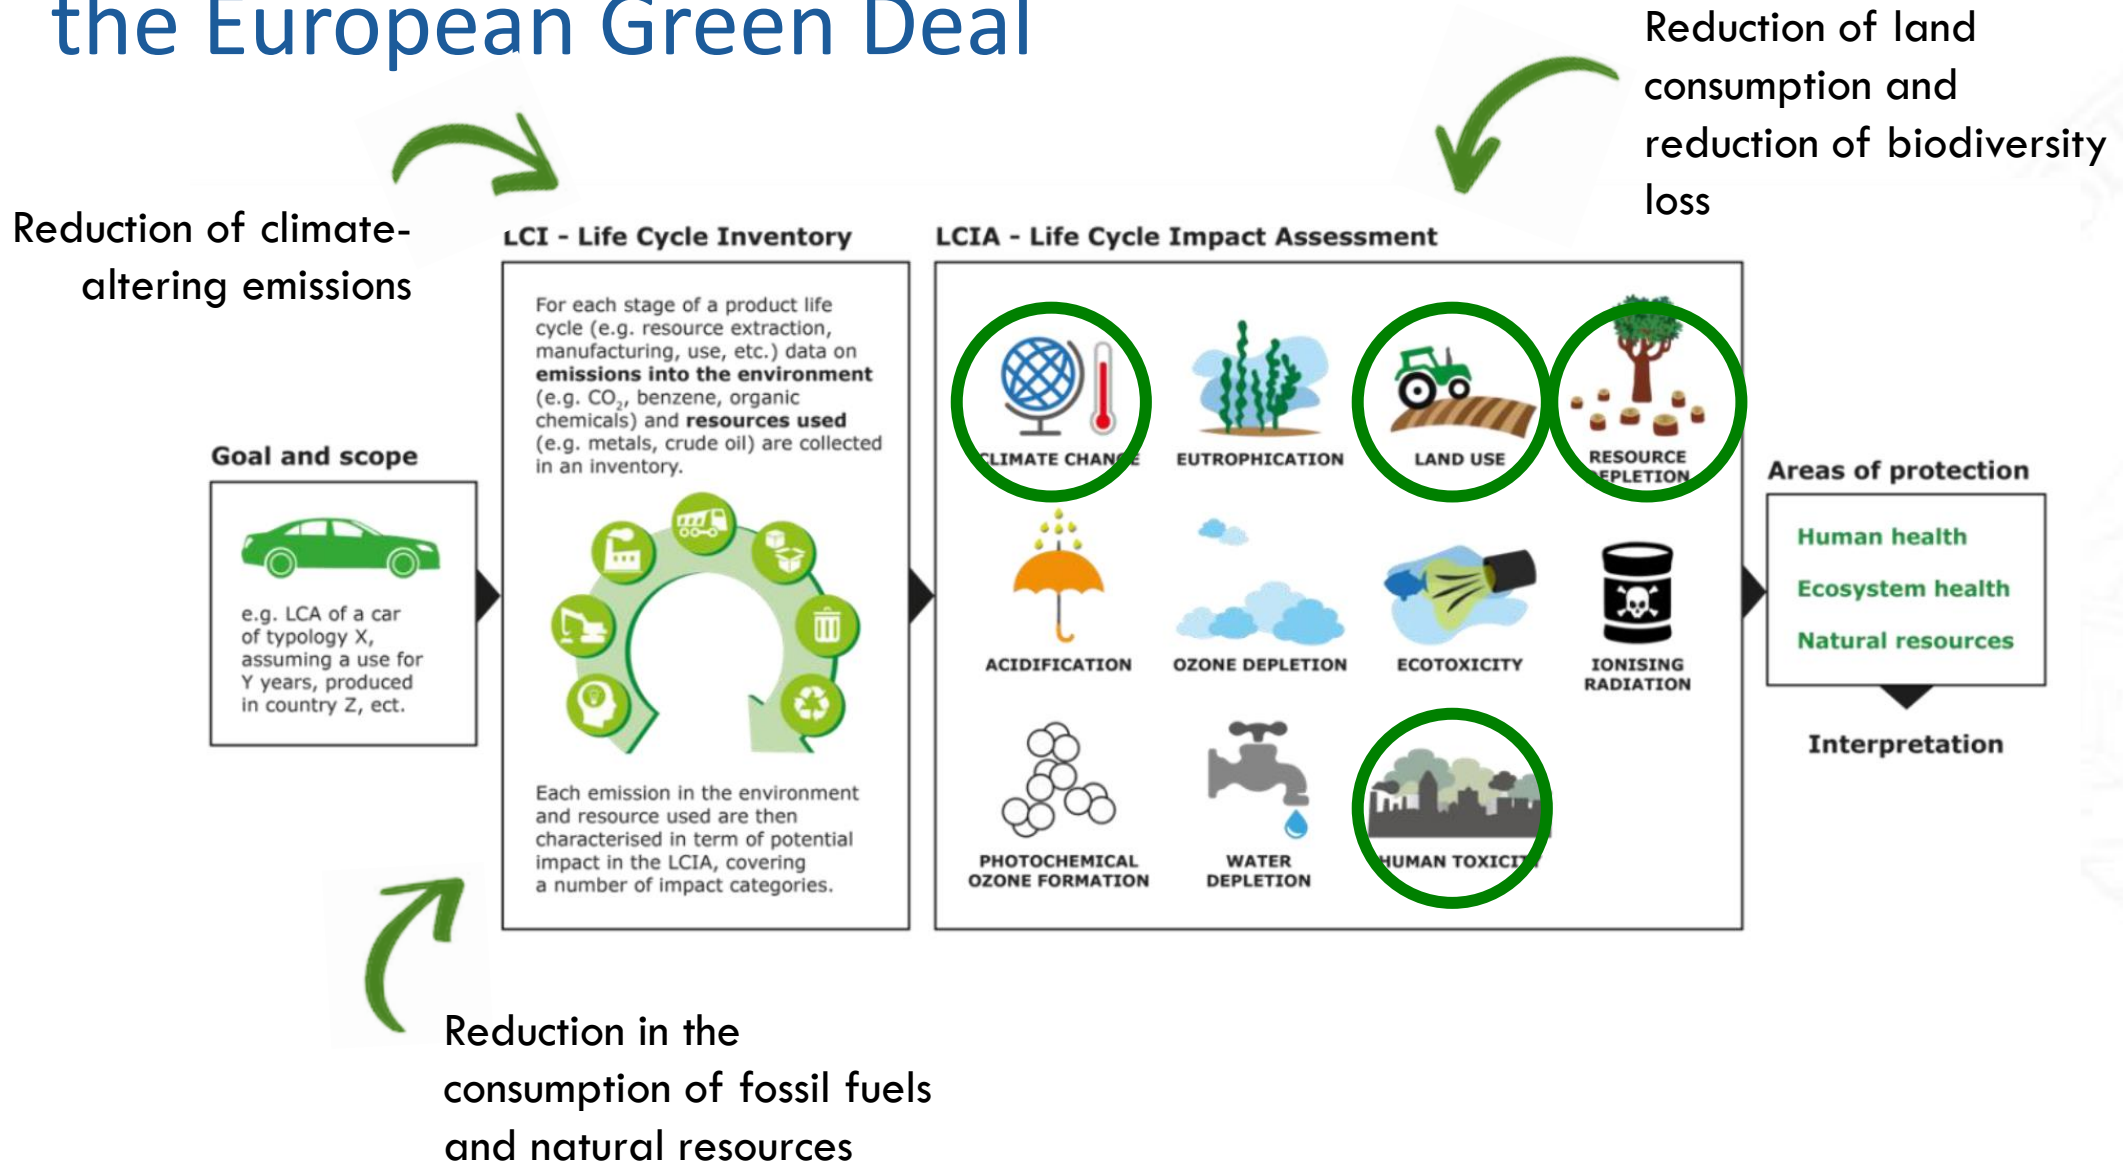 the European Green Deal
Reduction of land
consumption and
reduction of biodiversity
loss
Reduction of climate-
altering emissions
LCI - Life Cycle Inventory
For each stage of a product life
cycle (e.g. resource extraction,
manufacturing, use, etc.) data on
emissions into the environment
(e.g. CO₂, benzene, organic
chemicals) and resources used
(e.g. metals, crude oil) are collected
in an inventory.
Each emission in the environment
and resource used are then
characterised in term of potential
impact in the LCIA, covering
a number of impact categories.
LCIA - Life Cycle Impact Assessment
CLIMATE CHANGE
EUTROPHICATION
LAND USE
RESOURCE
DEPLETION
ACIDIFICATION
OZONE DEPLETION
ECOTOXICITY
IONISING
RADIATION
PHOTOCHEMICAL
OZONE FORMATION
WATER
DEPLETION
HUMAN TOXICITY
Goal and scope
e.g. LCA of a car
of typology X,
assuming a use for
Y years, produced
in country Z, ect.
Areas of protection
Human health
Ecosystem health
Natural resources
Interpretation
Reduction in the
consumption of fossil fuels
and natural resources